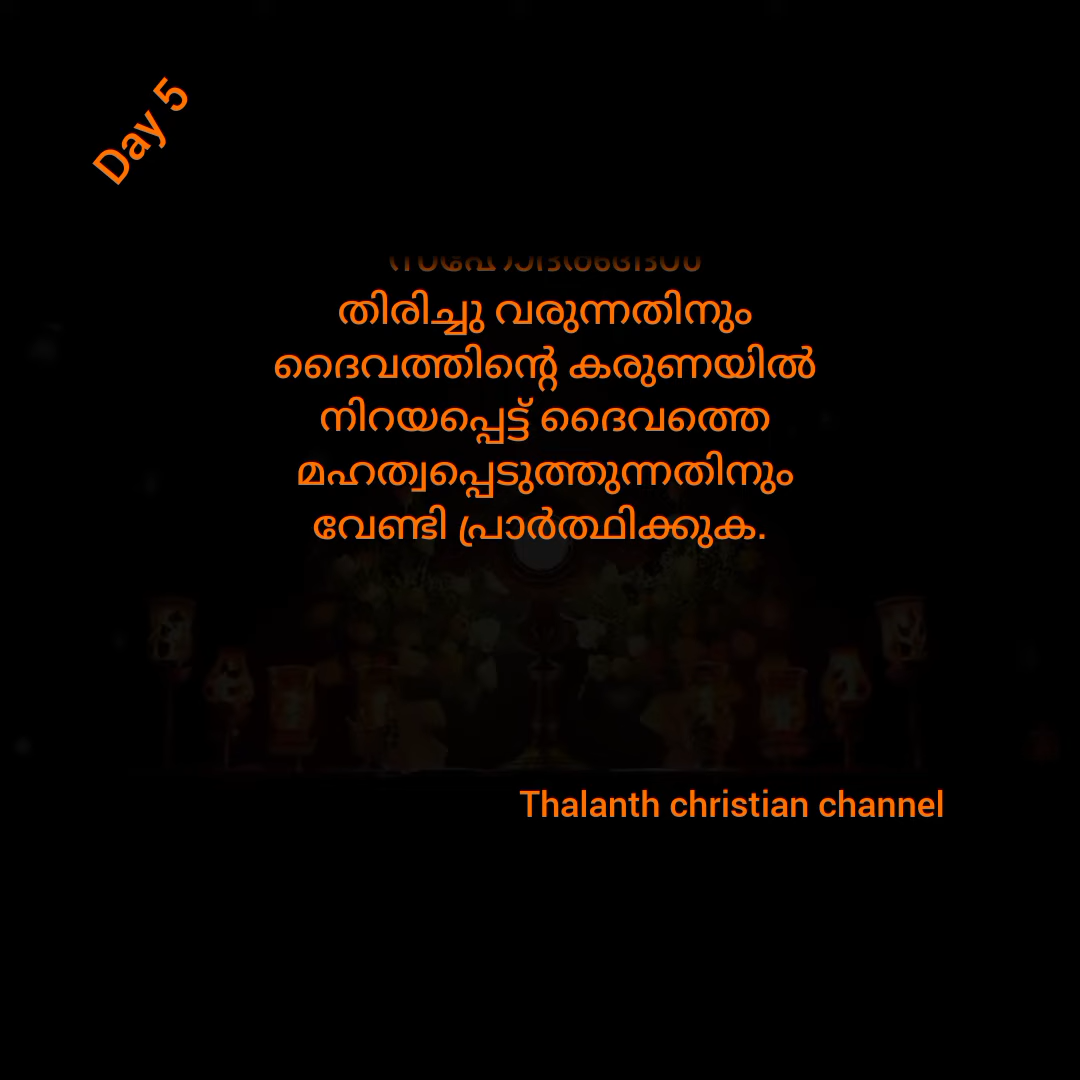 Day 5
തിരിച്ചു വരുന്നതിനും
ദൈവത്തിന്റെ കരുണയിൽ
നിറയപ്പെട്ട് ദൈവത്തെ
മഹത്വപ്പെടുത്തുന്നതിനും
വേണ്ടി പ്രാർത്ഥിക്കുക.
Thalanth christian channel